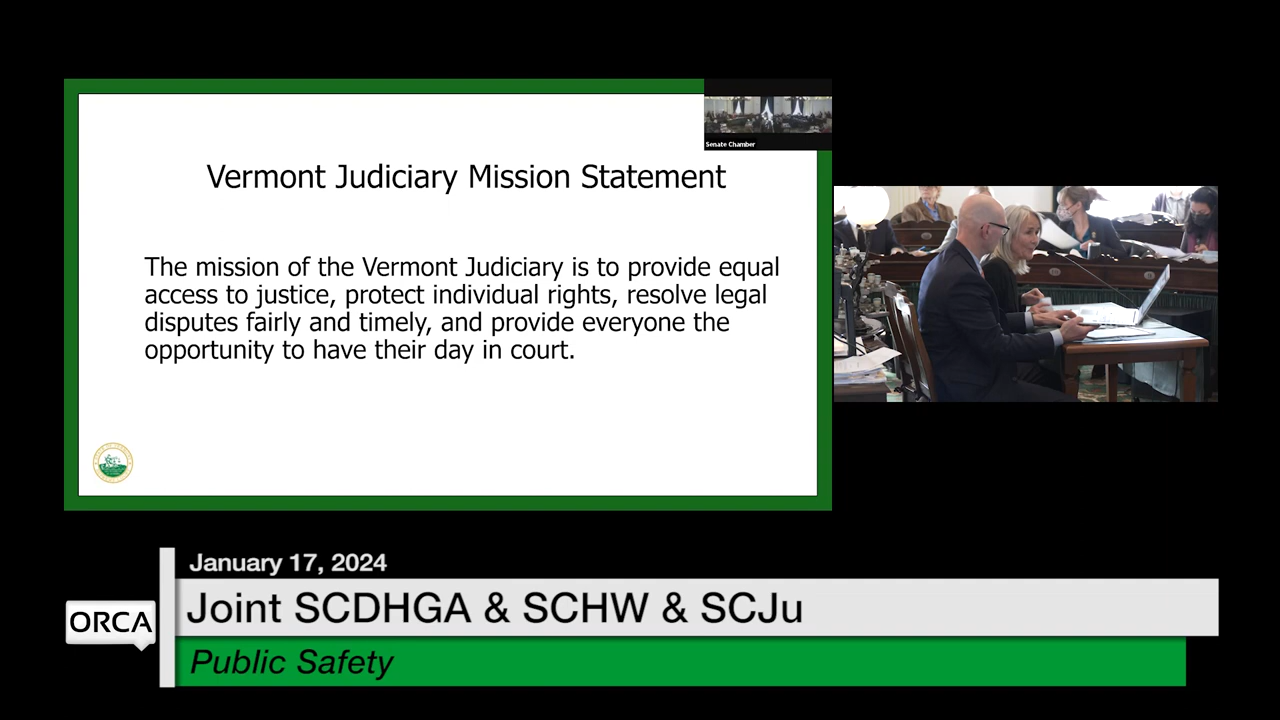 Senate Chamber
Vermont Judiciary Mission Statement
The mission of the Vermont Judiciary is to provide equal
access to justice, protect individual rights, resolve legal
disputes fairly and timely, and provide everyone the
opportunity to have their day in court.
January 17, 2024
ORCA
Joint SCDHGA & SCHW & SCJu
Public Safety